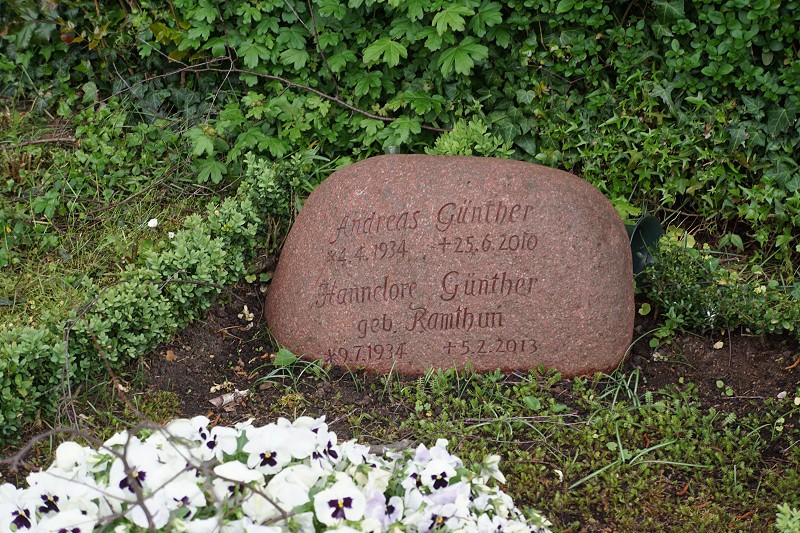 Andreas Günther
*4.4.1934 +25.6.2010
Hannelore Günther
geb. Ramthun
*9.7.1934 +5.2.2013